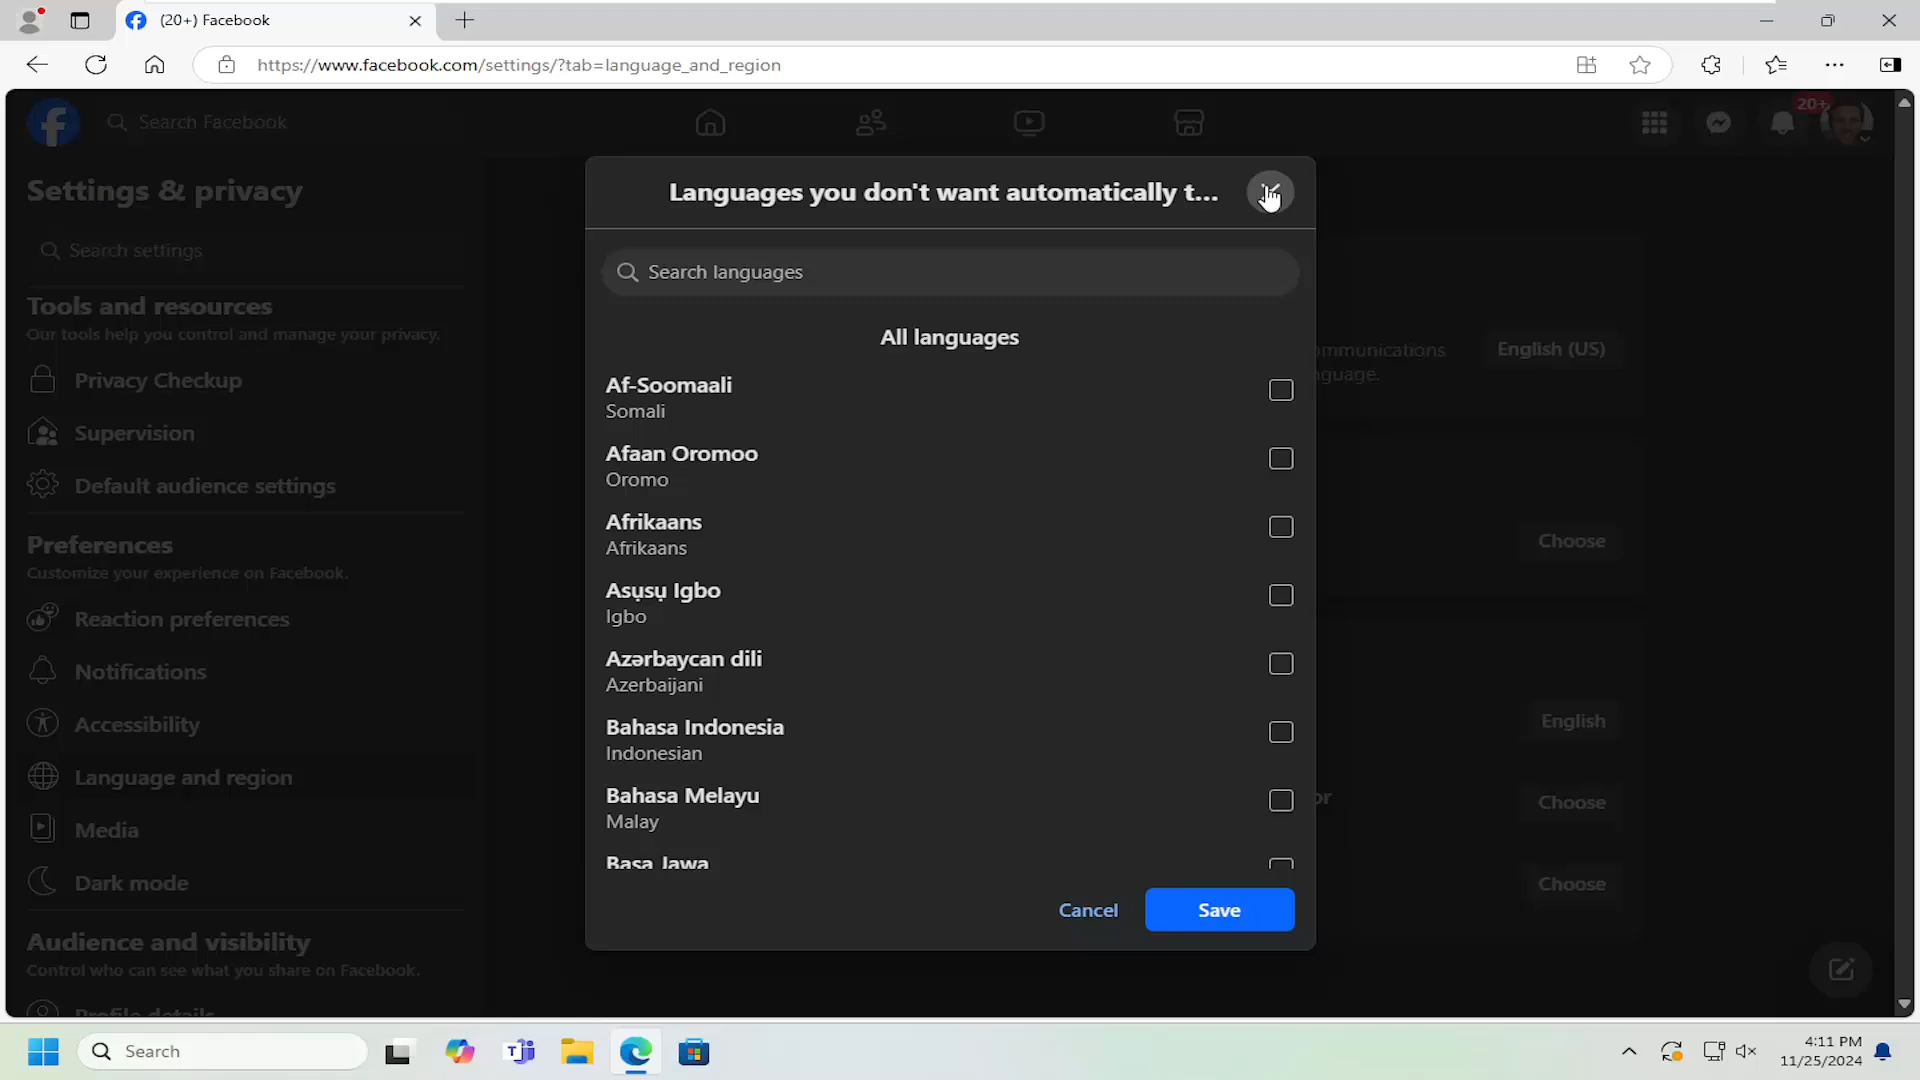 (20+) Facebook
https://www.facebook.com/settings/?tab=language_and_region
Search Facebook
20+
Settings & privacy
Search settings
Tools and resources
Our tools help you control and manage your privacy.
Privacy Checkup
Supervision
Default audience settings
Preferences
Customize your experience on Facebook.
Reaction preferences
Notifications
Accessibility
Language and region
Media
Dark mode
Audience and visibility
Control who can see what you share on Facebook.
Profile details
Languages you don't want automatically t...
Search languages
All languages
Af-Soomaali
Somali
Afaan Oromoo
Oromo
Afrikaans
Afrikaans
Asụsụ Igbo
Igbo
Azərbaycan dili
Azerbaijani
Bahasa Indonesia
Indonesian
Bahasa Melayu
Malay
Basa Jawa
Cancel
Save
English (US)
Choose
English
Choose
Choose
Search
4:11 PM
11/25/2024